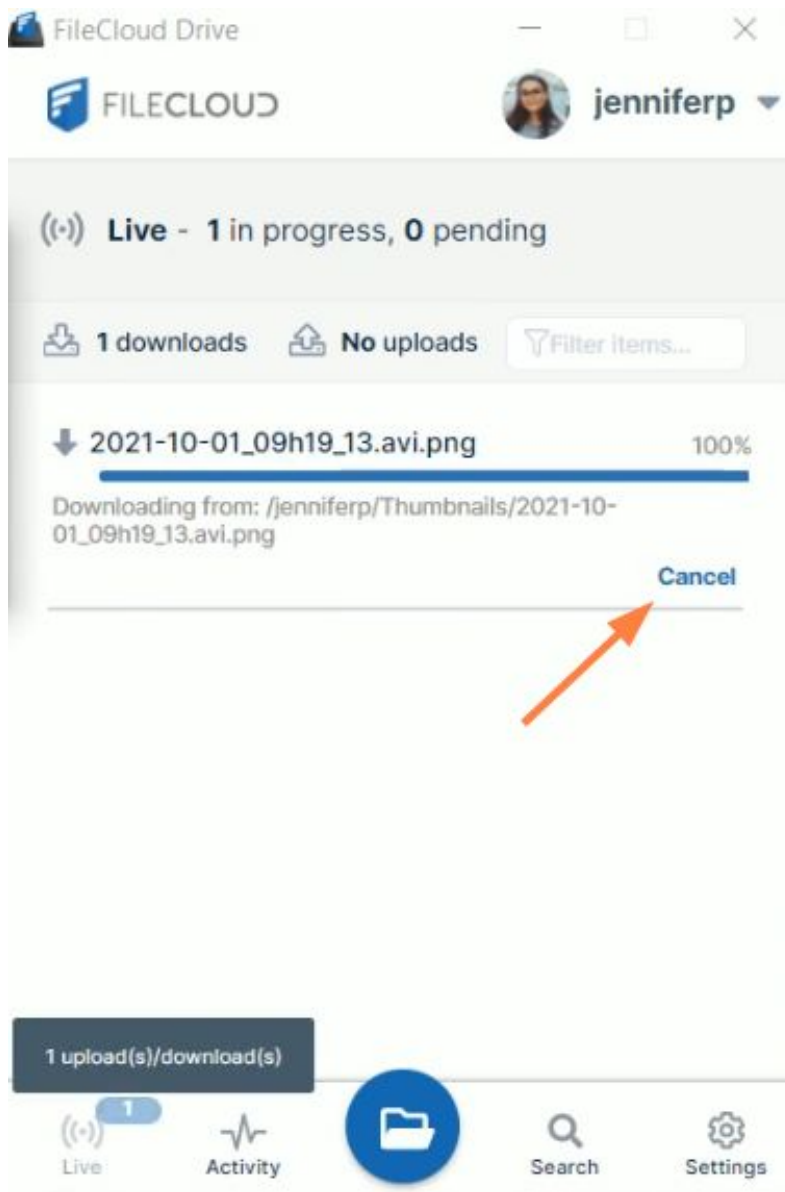 FileCloud Drive
FILECLOUD
jenniferp
Live - 1 in progress, 0 pending
1 downloads No uploads Filter items...
2021-10-01_09h19_13.avi.png 100%
Downloading from: /jenniferp/Thumbnails/2021-10-
01_09h19_13.avi.png
Cancel
1 upload(s)/download(s)
1
Live Activity Search Settings